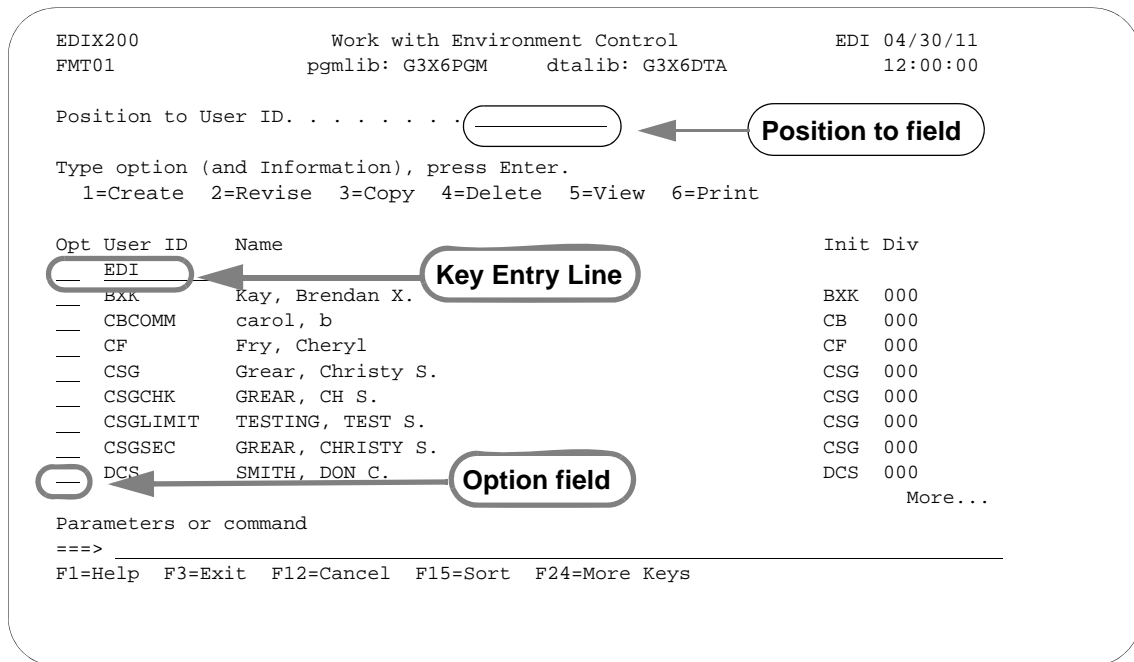 EDIX200 Work with Environment Control EDI 04/30/11
FMT01 pgmlib: G3X6PGM dtalib: G3X6DTA 12:00:00
Position to User ID. . . . . . . .
Position to field
Type option (and Information), press Enter.
1=Create 2=Revise 3=Copy 4=Delete 5=View 6=Print
Opt User ID Name Init Div
EDI
Key Entry Line
BXK Kay, Brendan X. BXK 000
CBCOMM carol, b CB 000
CF Fry, Cheryl CF 000
CSG Grear, Christy S. CSG 000
CSGCHK GREAR, CH S. CSG 000
CSGLIMIT TESTING, TEST S. CSG 000
CSGSEC GREAR, CHRISTY S. CSG 000
DCS SMITH, DON C. DCS 000
Option field
More...
Parameters or command
===>
F1=Help F3=Exit F12=Cancel F15=Sort F24=More Keys